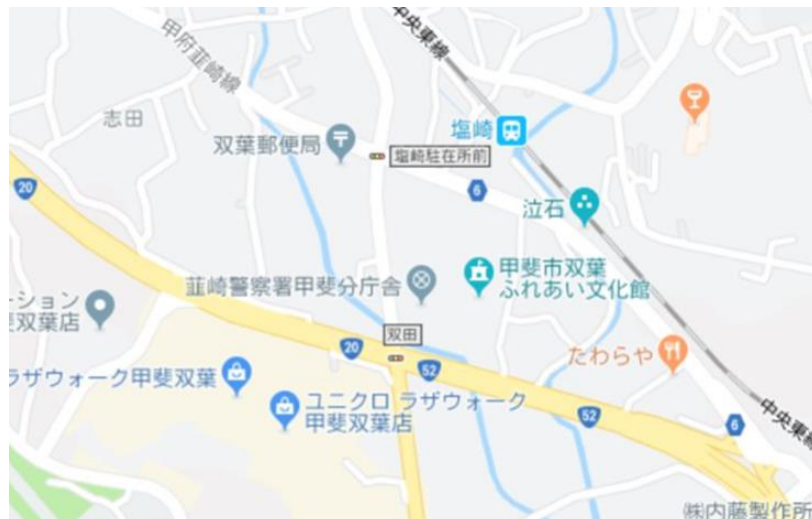 中央東線
甲府韮崎線
志田
双葉郵便局
塩崎
塩崎駐在所前
20
6
泣石
韮崎警察署甲斐分庁舎
甲斐市双葉
ふれあい文化館
ーション
斐双葉店
双田
20
52
ラザウォーク甲斐双葉
たわらや
ユニクロ ラザウォーク
甲斐双葉店
52
6
中央東線
㈱内藤製作所